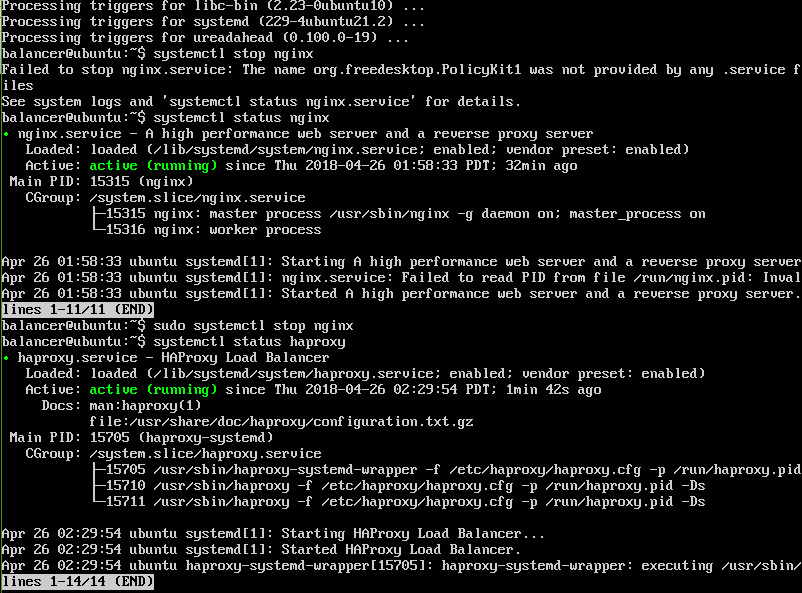 Processing triggers for libc-bin (2.23-0ubuntu10) ...
Processing triggers for systemd (229-4ubuntu21.2) ...
Processing triggers for ureadahead (0.100.0-19) ...
balancer@ubuntu:~$ systemctl stop nginx
Failed to stop nginx.service: The name org.freedesktop.PolicyKit1 was not provided by any .service f
iles
See system logs and 'systemctl status nginx.service' for details.
balancer@ubuntu:~$ systemctl status nginx
● nginx.service - A high performance web server and a reverse proxy server
   Loaded: loaded (/lib/systemd/system/nginx.service; enabled; vendor preset: enabled)
   Active: active (running) since Thu 2018-04-26 01:58:33 PDT; 32min ago
 Main PID: 15315 (nginx)
   CGroup: /system.slice/nginx.service
           ├─15315 nginx: master process /usr/sbin/nginx -g daemon on; master_process on
           └─15316 nginx: worker process

Apr 26 01:58:33 ubuntu systemd[1]: Starting A high performance web server and a reverse proxy server
Apr 26 01:58:33 ubuntu systemd[1]: nginx.service: Failed to read PID from file /run/nginx.pid: Inval
Apr 26 01:58:33 ubuntu systemd[1]: Started A high performance web server and a reverse proxy server.
lines 1-11/11 (END)
balancer@ubuntu:~$ sudo systemctl stop nginx
balancer@ubuntu:~$ systemctl status haproxy
● haproxy.service - HAProxy Load Balancer
   Loaded: loaded (/lib/systemd/system/haproxy.service; enabled; vendor preset: enabled)
   Active: active (running) since Thu 2018-04-26 02:29:54 PDT; 1min 42s ago
     Docs: man:haproxy(1)
           file:/usr/share/doc/haproxy/configuration.txt.gz
 Main PID: 15705 (haproxy-systemd)
   CGroup: /system.slice/haproxy.service
           ├─15705 /usr/sbin/haproxy-systemd-wrapper -f /etc/haproxy/haproxy.cfg -p /run/haproxy.pid
           ├─15710 /usr/sbin/haproxy -f /etc/haproxy/haproxy.cfg -p /run/haproxy.pid -Ds
           └─15711 /usr/sbin/haproxy -f /etc/haproxy/haproxy.cfg -p /run/haproxy.pid -Ds

Apr 26 02:29:54 ubuntu systemd[1]: Starting HAProxy Load Balancer...
Apr 26 02:29:54 ubuntu systemd[1]: Started HAProxy Load Balancer.
Apr 26 02:29:54 ubuntu haproxy-systemd-wrapper[15705]: haproxy-systemd-wrapper: executing /usr/sbin/
lines 1-14/14 (END)